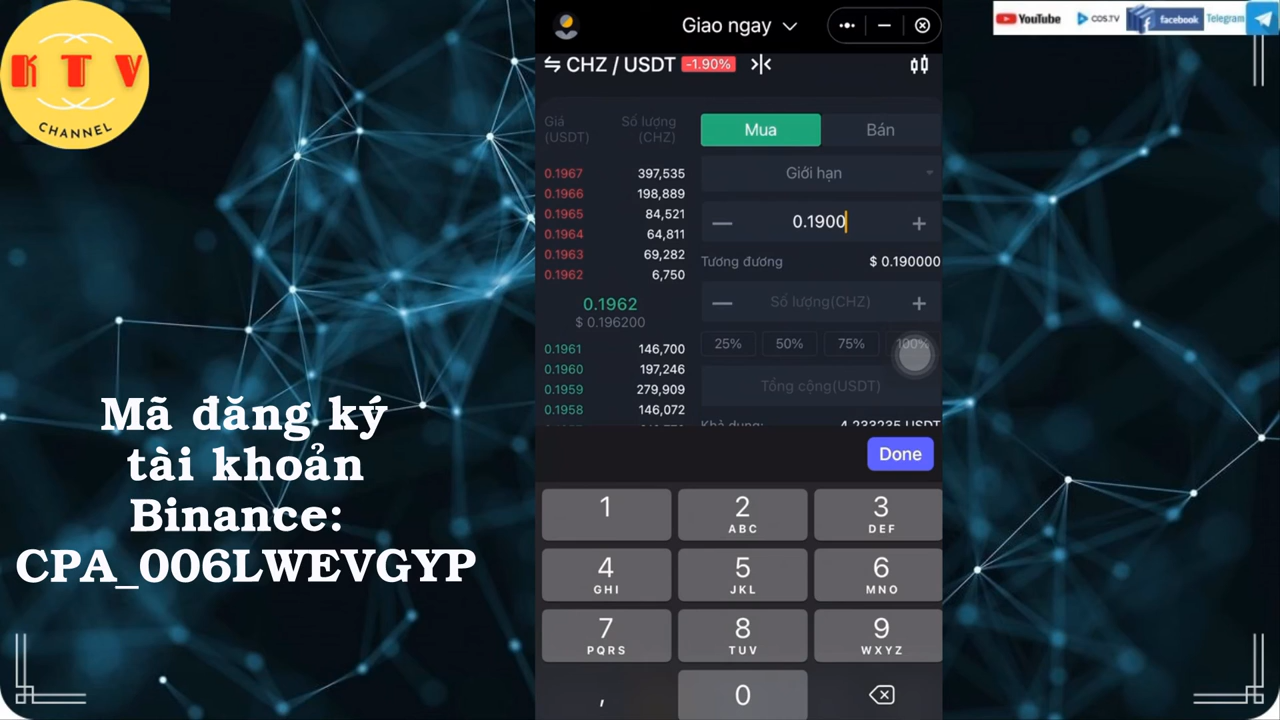 K T V
CHANNEL
Mã đăng ký
tài khoản
Binance:
CPA_006LWEVGYP
YouTube
COS.TV
facebook
Telegram
Giao ngay
CHZ / USDT -1.90%
Giá (USDT)
Số lượng (CHZ)
0.1967 397,535
0.1966 198,889
0.1965 84,521
0.1964 64,811
0.1963 69,282
0.1962 6,750
0.1962
$ 0.196200
0.1961 146,700
0.1960 197,246
0.1959 279,909
0.1958 146,072
Mua Bán
Giới hạn
— 0.1900 +
Tương đương $ 0.190000
— Số lượng(CHZ) +
25% 50% 75% 100%
Tổng cộng(USDT)
Khả dụng: 4.233235 USDT
Done
1 2 ABC 3 DEF
4 GHI 5 JKL 6 MNO
7 PQRS 8 TUV 9 WXYZ
, 0